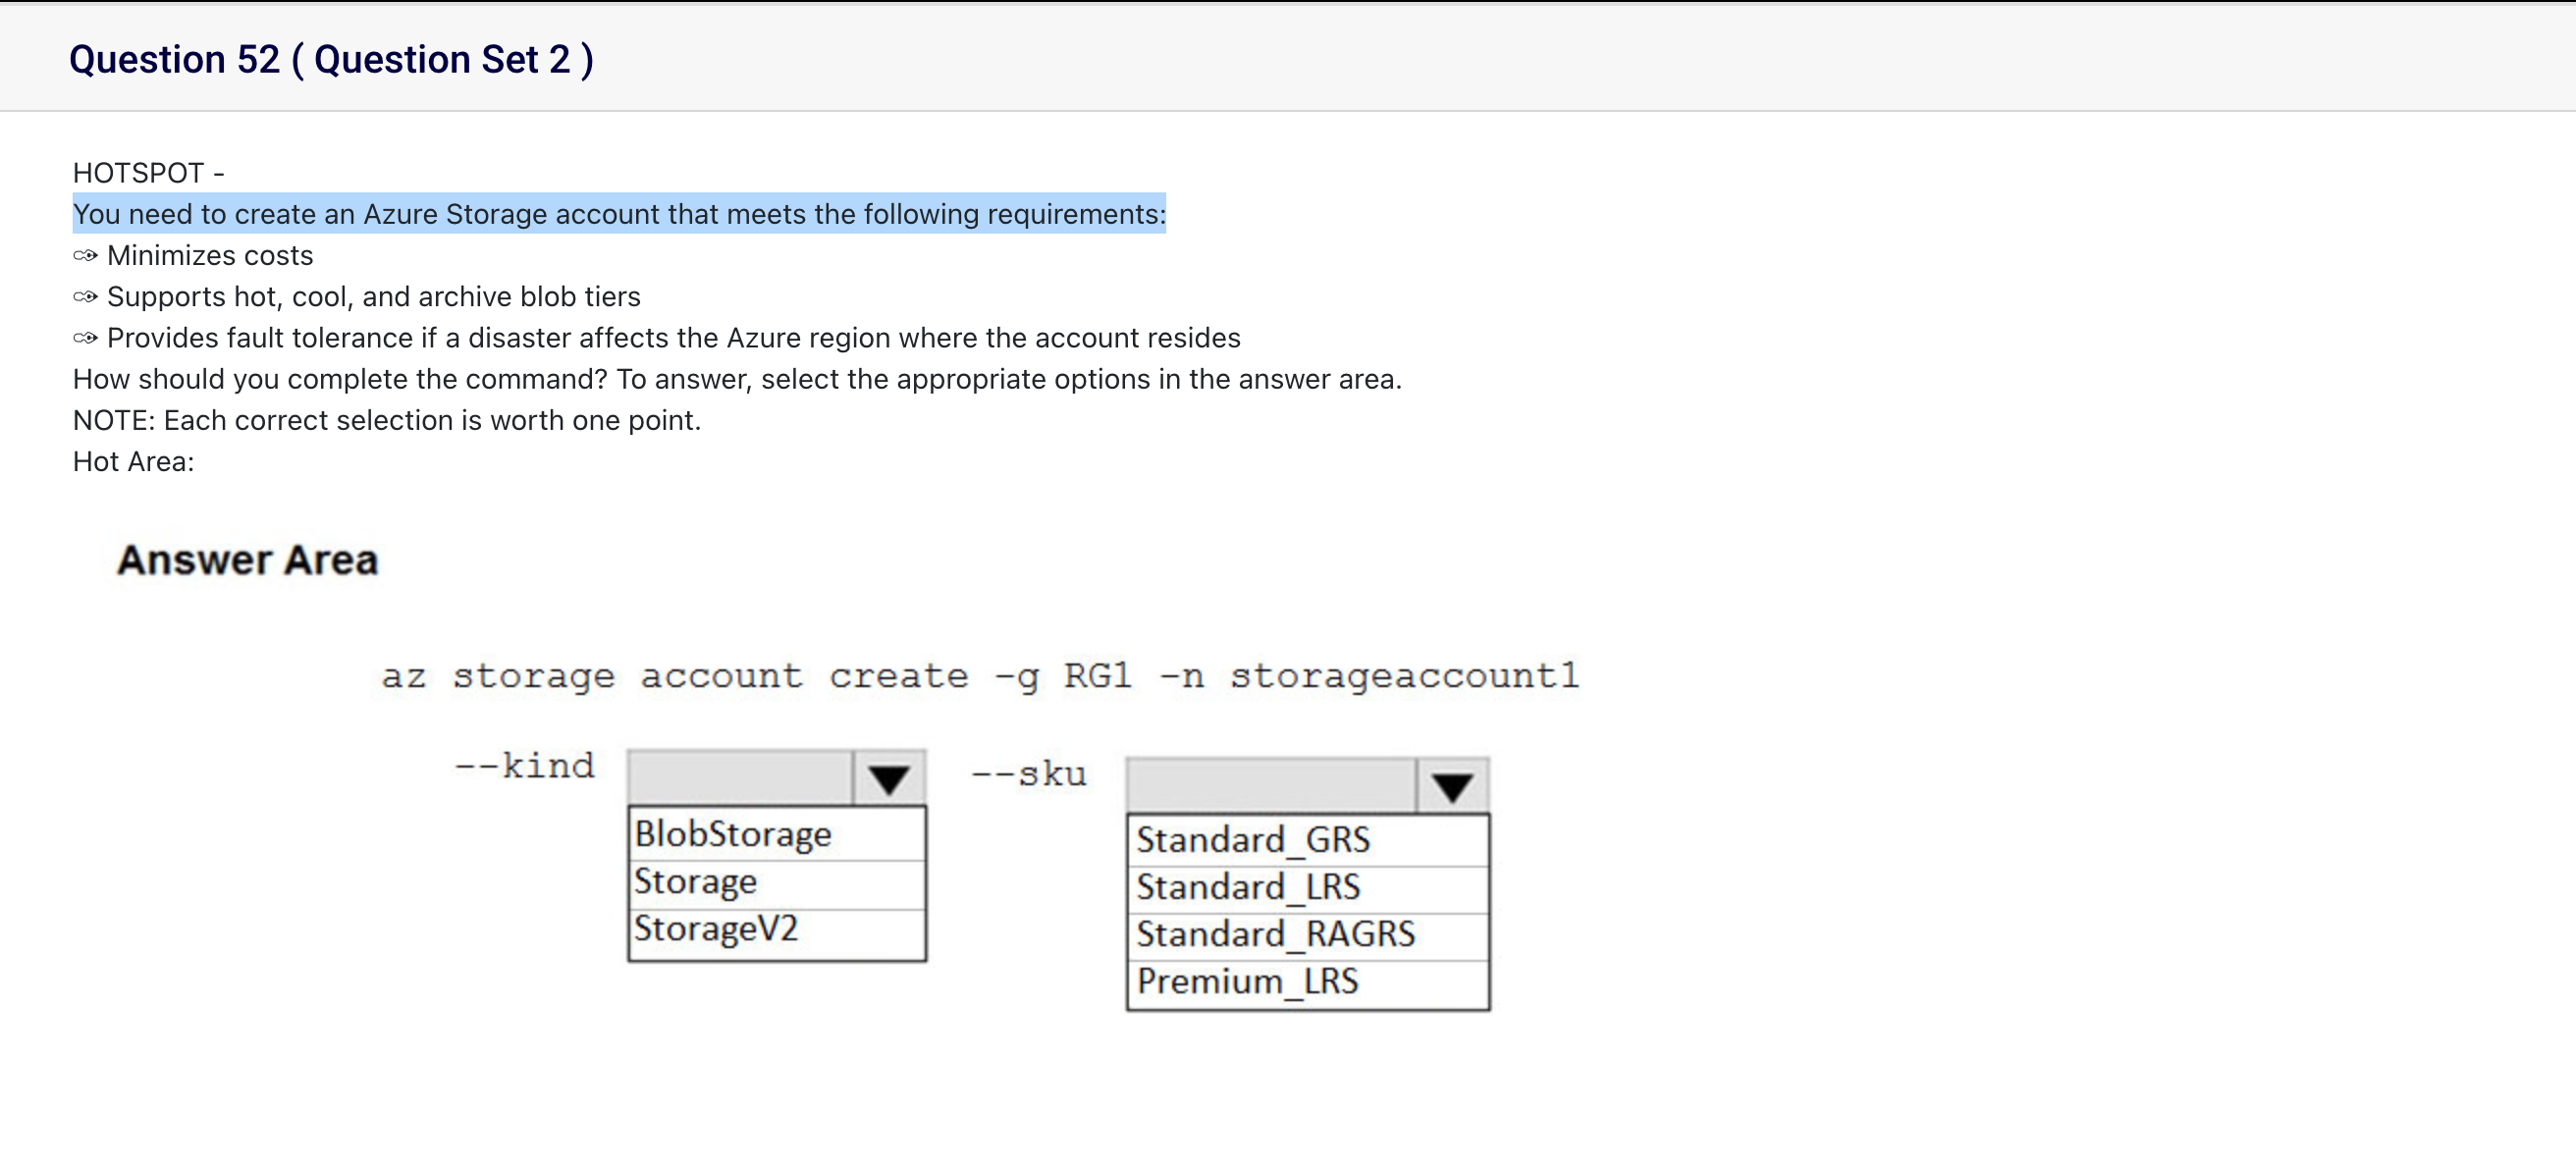 Question 52 ( Question Set 2 )
HOTSPOT -
You need to create an Azure Storage account that meets the following requirements:
Minimizes costs
Supports hot, cool, and archive blob tiers
Provides fault tolerance if a disaster affects the Azure region where the account resides
How should you complete the command? To answer, select the appropriate options in the answer area.
NOTE: Each correct selection is worth one point.
Hot Area:
Answer Area
az storage account create -g RG1 -n storageaccount1
--kind
BlobStorage
Storage
StorageV2
--sku
Standard_GRS
Standard_LRS
Standard_RAGRS
Premium_LRS